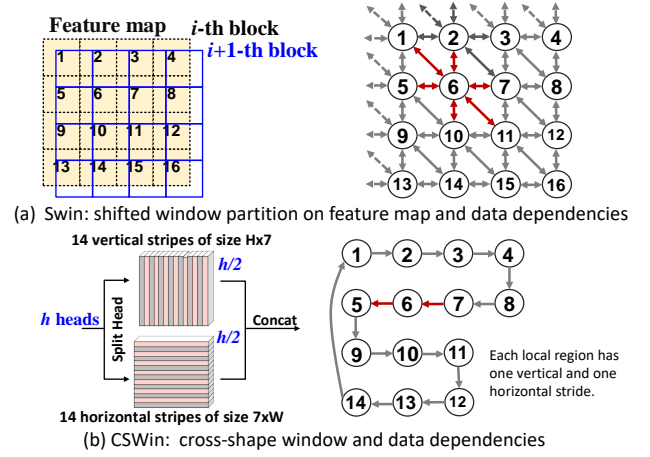 Feature map
i-th block
i+1-th block
1 2 3 4
5 6 7 8
9 10 11 12
13 14 15 16
1 2 3 4
5 6 7 8
9 10 11 12
13 14 15 16
(a) Swin: shifted window partition on feature map and data dependencies
14 vertical stripes of size Hx7
h/2
h heads
Split Head
Concat
h/2
14 horizontal stripes of size 7xW
1 2 3 4
5 6 7 8
9 10 11
14 13 12
Each local region has
one vertical and one
horizontal stride.
(b) CSWin: cross-shape window and data dependencies